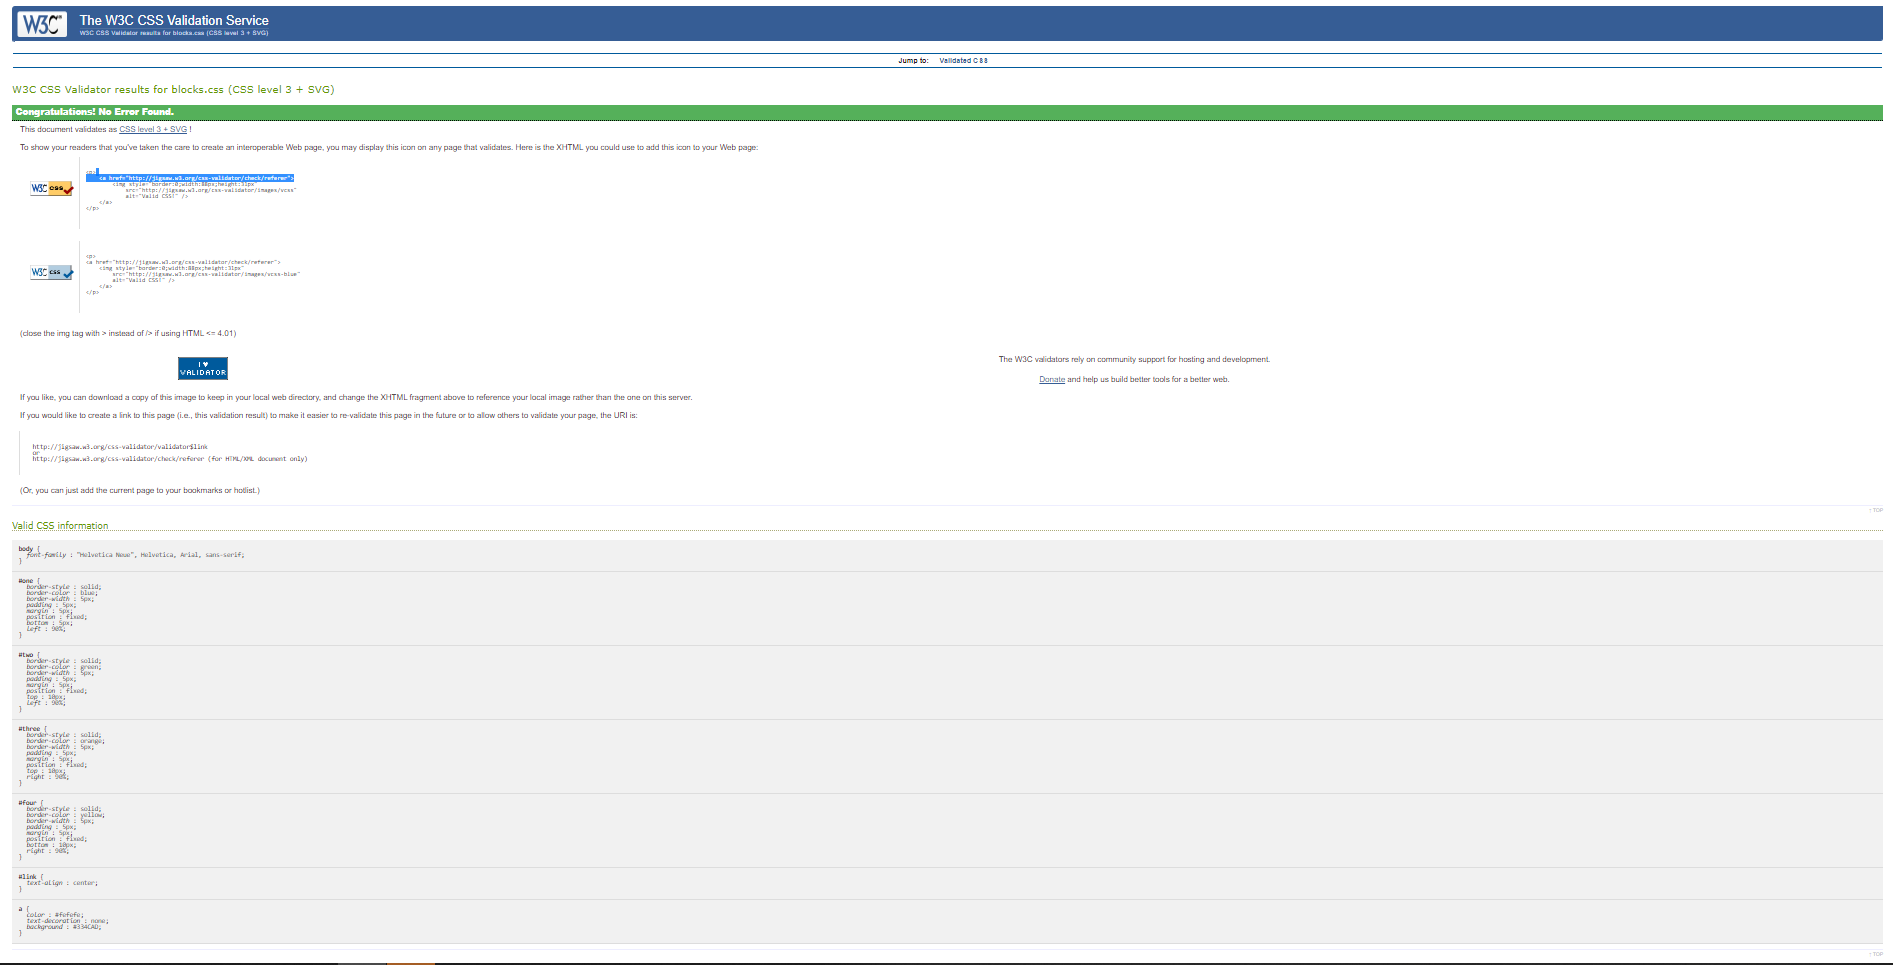 W3C
The W3C CSS Validation Service
W3C CSS Validator results for blocks.css (CSS level 3 + SVG)
Jump to: Validated CSS
W3C CSS Validator results for blocks.css (CSS level 3 + SVG)
Congratulations! No Error Found.
This document validates as CSS level 3 + SVG !
To show your readers that you've taken the care to create an interoperable Web page, you may display this icon on any page that validates. Here is the XHTML you could use to add this icon to your Web page:
W3C css
<p>
<a href="http://jigsaw.w3.org/css-validator/check/referer">
<img style="border:0;width:88px;height:31px"
src="http://jigsaw.w3.org/css-validator/images/vcss"
alt="Valid CSS!" />
</a>
</p>
W3C css
<p>
<a href="http://jigsaw.w3.org/css-validator/check/referer">
<img style="border:0;width:88px;height:31px"
src="http://jigsaw.w3.org/css-validator/images/vcss-blue"
alt="Valid CSS!" />
</a>
</p>
(close the img tag with > instead of /> if using HTML <= 4.01)
I ♥
VALIDATOR
The W3C validators rely on community support for hosting and development.
Donate and help us build better tools for a better web.
If you like, you can download a copy of this image to keep in your local web directory, and change the XHTML fragment above to reference your local image rather than the one on this server.
If you would like to create a link to this page (i.e., this validation result) to make it easier to re-validate this page in the future or to allow others to validate your page, the URI is:
http://jigsaw.w3.org/css-validator/validator$link
or
http://jigsaw.w3.org/css-validator/check/referer (for HTML/XML document only)
(Or, you can just add the current page to your bookmarks or hotlist.)
↑ TOP
Valid CSS information
body {
font-family : "Helvetica Neue", Helvetica, Arial, sans-serif;
}
#one {
border-style : solid;
border-color : blue;
border-width : 5px;
padding : 5px;
margin : 5px;
position : fixed;
bottom : 5px;
left : 90%;
}
#two {
border-style : solid;
border-color : green;
border-width : 5px;
padding : 5px;
margin : 5px;
position : fixed;
top : 10px;
left : 90%;
}
#three {
border-style : solid;
border-color : orange;
border-width : 5px;
padding : 5px;
margin : 5px;
position : fixed;
top : 10px;
right : 90%;
}
#four {
border-style : solid;
border-color : yellow;
border-width : 5px;
padding : 5px;
margin : 5px;
position : fixed;
bottom : 10px;
right : 90%;
}
#link {
text-align : center;
}
a {
color : #fefefe;
text-decoration : none;
background : #334CAD;
}
↑ TOP